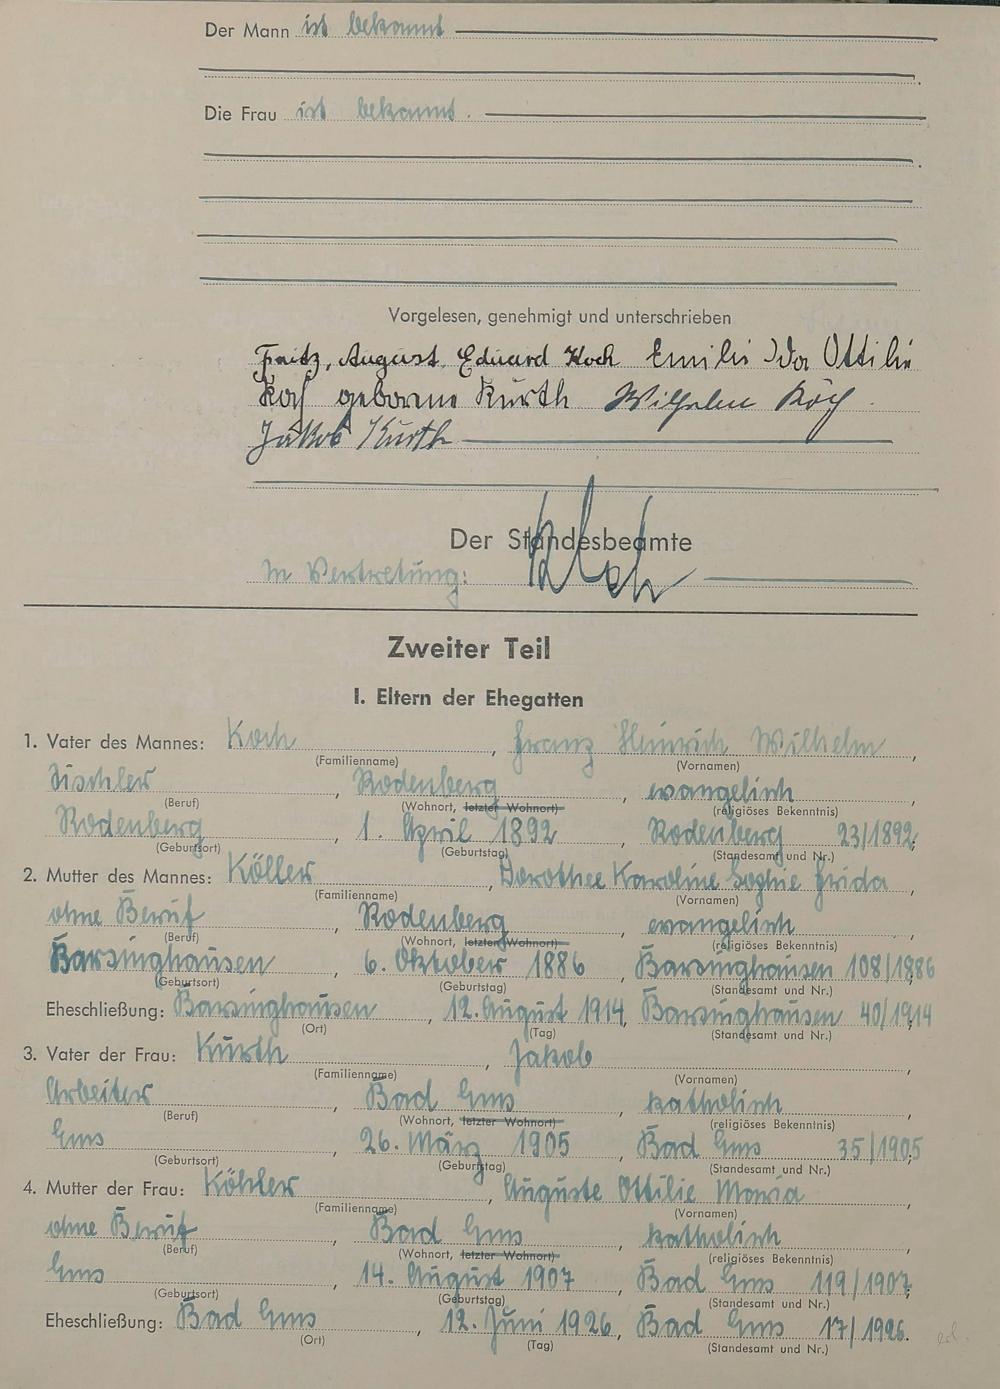 Der Mann ist bekannt
Die Frau ist bekannt.
Vorgelesen, genehmigt und unterschrieben
Fritz, August, Eduard Koch Emilie Ida Ottilie
Koch geborene Kurth Wilhelm Koch.
Jakob Kurth
Der Standesbeamte
In Vertretung:
Zweiter Teil
I. Eltern der Ehegatten
1. Vater des Mannes: Koch, Franz Heinrich Wilhelm,
(Familienname) (Vornamen)
Tischler, Rodenberg, evangelisch,
(Beruf) (Wohnort, letzter Wohnort) (religiöses Bekenntnis)
Rodenberg, 1. April 1892, Rodenberg 23/1892;
(Geburtsort) (Geburtstag) (Standesamt und Nr.)
2. Mutter des Mannes: Köller, Dorothee Karoline Sophie Frida,
(Familienname) (Vornamen)
ohne Beruf, Rodenberg, evangelisch,
(Beruf) (Wohnort, letzter Wohnort) (religiöses Bekenntnis)
Barsinghausen, 6. Oktober 1886, Barsinghausen 108/1886
(Geburtsort) (Geburtstag) (Standesamt und Nr.)
Eheschließung: Barsinghausen, 12. August 1914, Barsinghausen 40/1914
(Ort) (Tag) (Standesamt und Nr.)
3. Vater der Frau: Kurth, Jakob,
(Familienname) (Vornamen)
Arbeiter, Bad Ems, katholisch,
(Beruf) (Wohnort, letzter Wohnort) (religiöses Bekenntnis)
Ems, 26. März 1905, Bad Ems 35/1905;
(Geburtsort) (Geburtstag) (Standesamt und Nr.)
4. Mutter der Frau: Köhler, Auguste Ottilie Maria,
(Familienname) (Vornamen)
ohne Beruf, Bad Ems, katholisch,
(Beruf) (Wohnort, letzter Wohnort) (religiöses Bekenntnis)
Ems, 14. August 1907, Bad Ems 119/1907;
(Geburtsort) (Geburtstag) (Standesamt und Nr.)
Eheschließung: Bad Ems, 12. Juni 1926, Bad Ems 17/1926.
(Ort) (Tag) (Standesamt und Nr.)